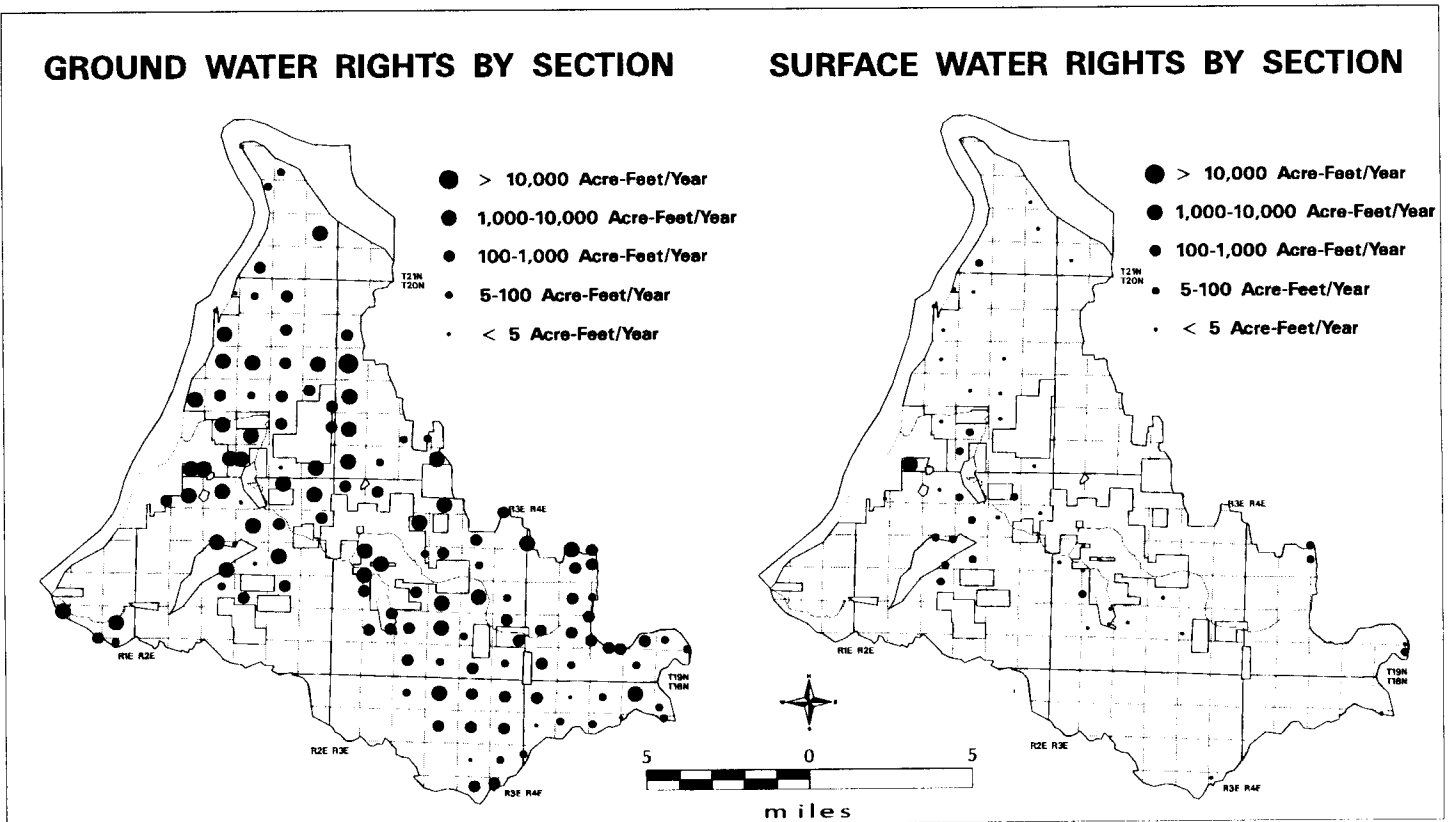 GROUND WATER RIGHTS BY SECTION
> 10,000 Acre-Feet/Year
1,000-10,000 Acre-Feet/Year
100-1,000 Acre-Feet/Year
5-100 Acre-Feet/Year
< 5 Acre-Feet/Year
T21N
T20N
R3E R4E
R1E R2E
T19N
T18N
R2E R3E
R3E R4E
SURFACE WATER RIGHTS BY SECTION
> 10,000 Acre-Feet/Year
1,000-10,000 Acre-Feet/Year
100-1,000 Acre-Feet/Year
5-100 Acre-Feet/Year
< 5 Acre-Feet/Year
T21N
T20N
R3E R4E
R1E R2E
T19N
T18N
R2E R3E
R3E R4E
5 0 5
miles